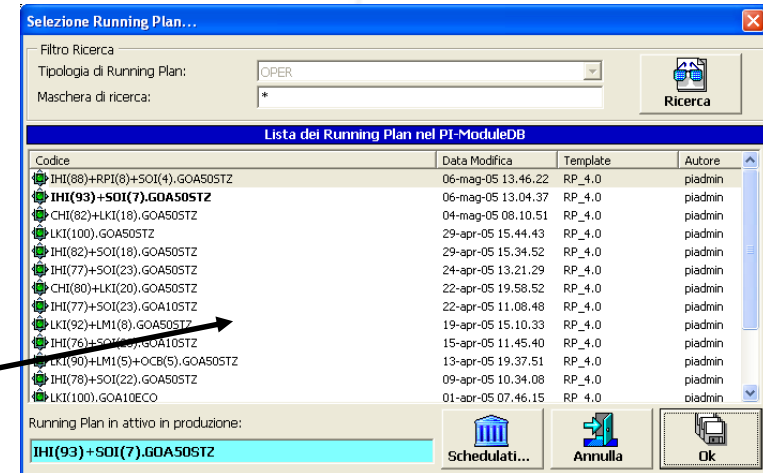 Selezione Running Plan...
Filtro Ricerca
Tipologia di Running Plan: OPER
Maschera di ricerca: *
Ricerca
Lista dei Running Plan nel PI-ModuleDB
Codice Data Modifica Template Autore
IHI(88)+RPI(8)+SOI(4).GOA50STZ 06-mag-05 13.46.22 RP_4.0 piadmin
IHI(93)+SOI(7).GOA50STZ 06-mag-05 13.04.37 RP_4.0 piadmin
CHI(82)+LKI(18).GOA50STZ 04-mag-05 08.10.51 RP_4.0 piadmin
LKI(100).GOA50STZ 29-apr-05 15.44.43 RP_4.0 piadmin
IHI(82)+SOI(18).GOA50STZ 29-apr-05 15.34.52 RP_4.0 piadmin
IHI(77)+SOI(23).GOA50STZ 24-apr-05 13.21.29 RP_4.0 piadmin
CHI(80)+LKI(20).GOA50STZ 22-apr-05 19.58.52 RP_4.0 piadmin
IHI(77)+SOI(23).GOA10STZ 22-apr-05 11.08.48 RP_4.0 piadmin
LKI(92)+LM1(8).GOA50STZ 19-apr-05 15.10.33 RP_4.0 piadmin
IHI(76)+ 15-apr-05 11.45.40 RP_4.0 piadmin
LKI(90)+LM1(5)+OCB(5).GOA50STZ 13-apr-05 19.37.51 RP_4.0 piadmin
IHI(78)+SOI(22).GOA50STZ 09-apr-05 10.34.08 RP_4.0 piadmin
LKI(100).GOA10ECO 01-apr-05 07.46.15 RP_4.0 piadmin
Running Plan in attivo in produzione:
IHI(93)+SOI(7).GOA50STZ
Schedulati...
Annulla
Ok